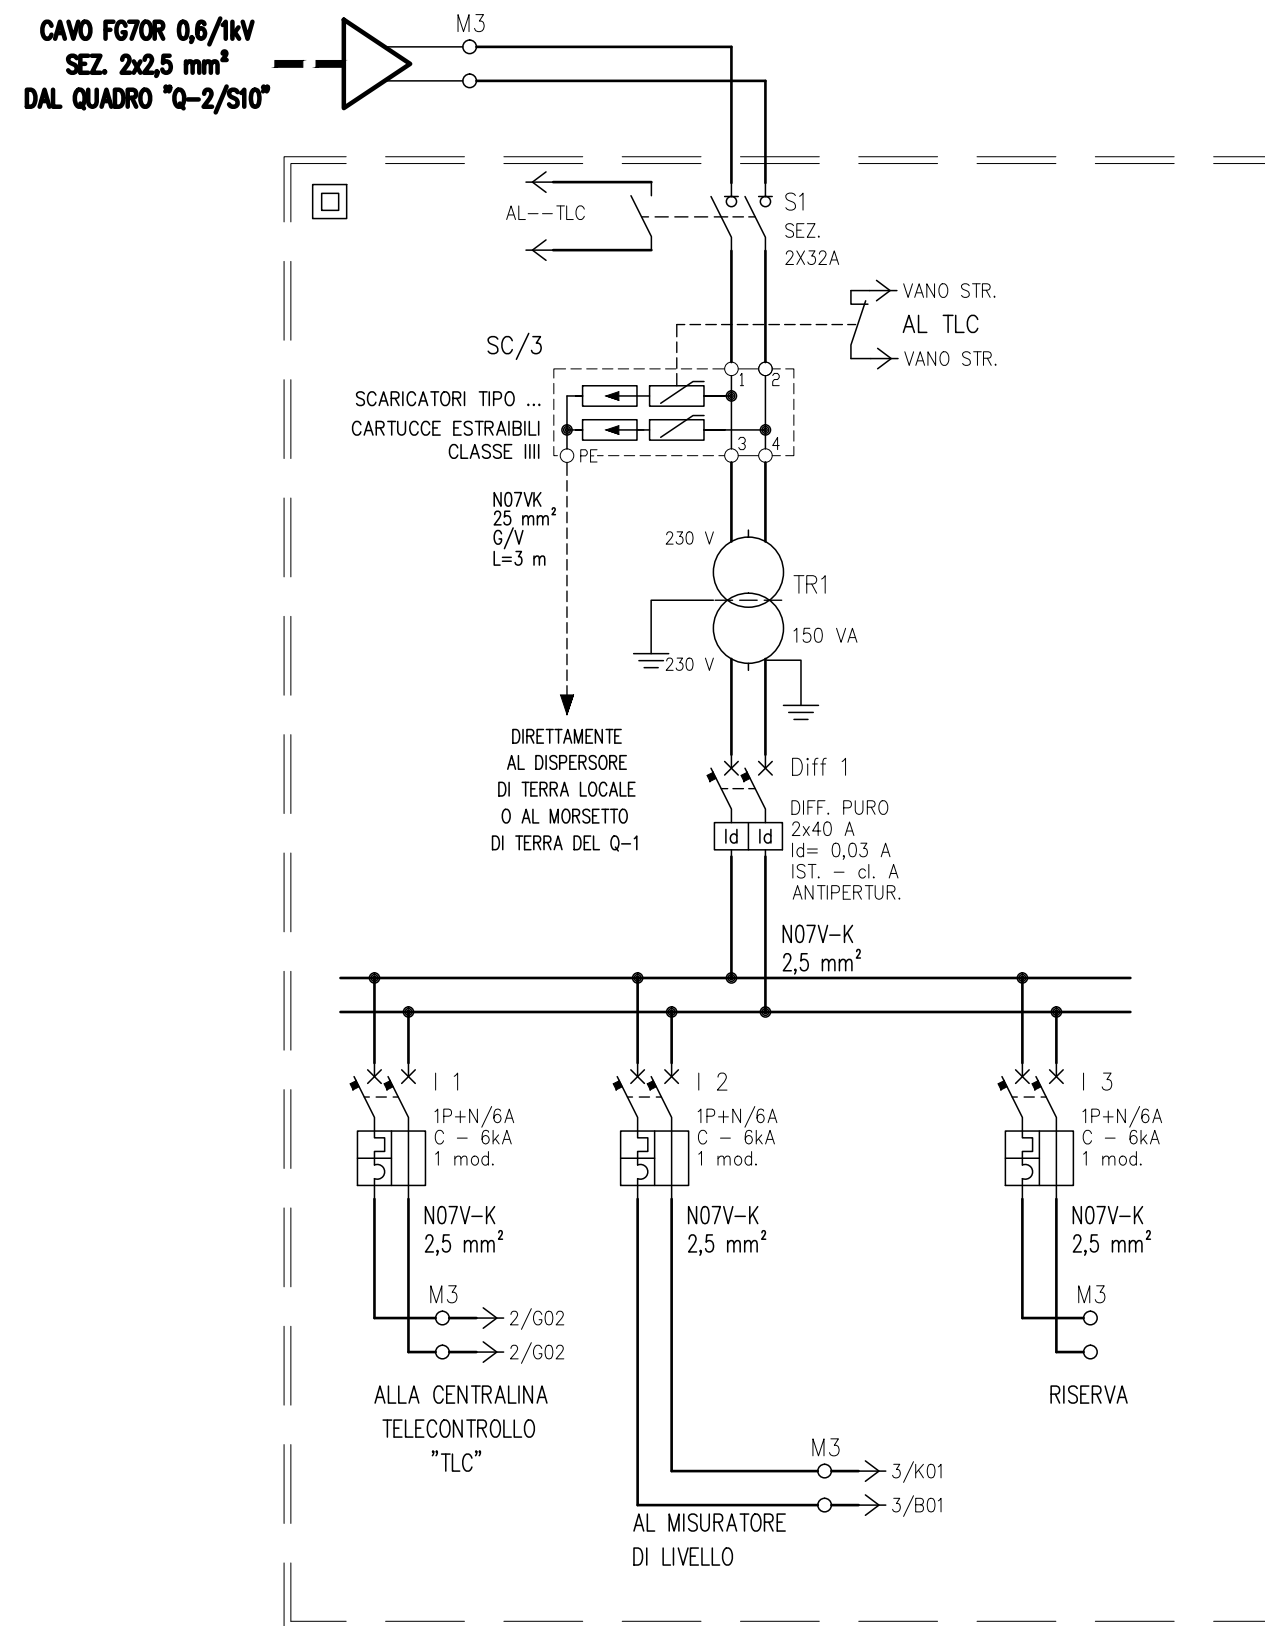 CAVO FG7OR 0,6/1kV
SEZ. 2x2,5 mm²
DAL QUADRO "Q-2/S10"
M3
AL--TLC
S1
SEZ.
2X32A
VANO STR.
AL TLC
VANO STR.
SC/3
SCARICATORI TIPO ...
CARTUCCE ESTRAIBILI
CLASSE IIII
1
2
3
4
PE
N07VK
25 mm²
G/V
L=3 m
230 V
TR1
150 VA
230 V
DIRETTAMENTE
AL DISPERSORE
DI TERRA LOCALE
O AL MORSETTO
DI TERRA DEL Q-1
Diff 1
DIFF. PURO
2x40 A
Id= 0,03 A
IST. - cl. A
ANTIPERTUR.
Id Id
N07V-K
2,5 mm²
I 1
1P+N/6A
C - 6kA
1 mod.
N07V-K
2,5 mm²
M3
2/G02
2/G02
ALLA CENTRALINA
TELECONTROLLO
"TLC"
I 2
1P+N/6A
C - 6kA
1 mod.
N07V-K
2,5 mm²
M3
3/K01
3/B01
AL MISURATORE
DI LIVELLO
I 3
1P+N/6A
C - 6kA
1 mod.
N07V-K
2,5 mm²
M3
RISERVA